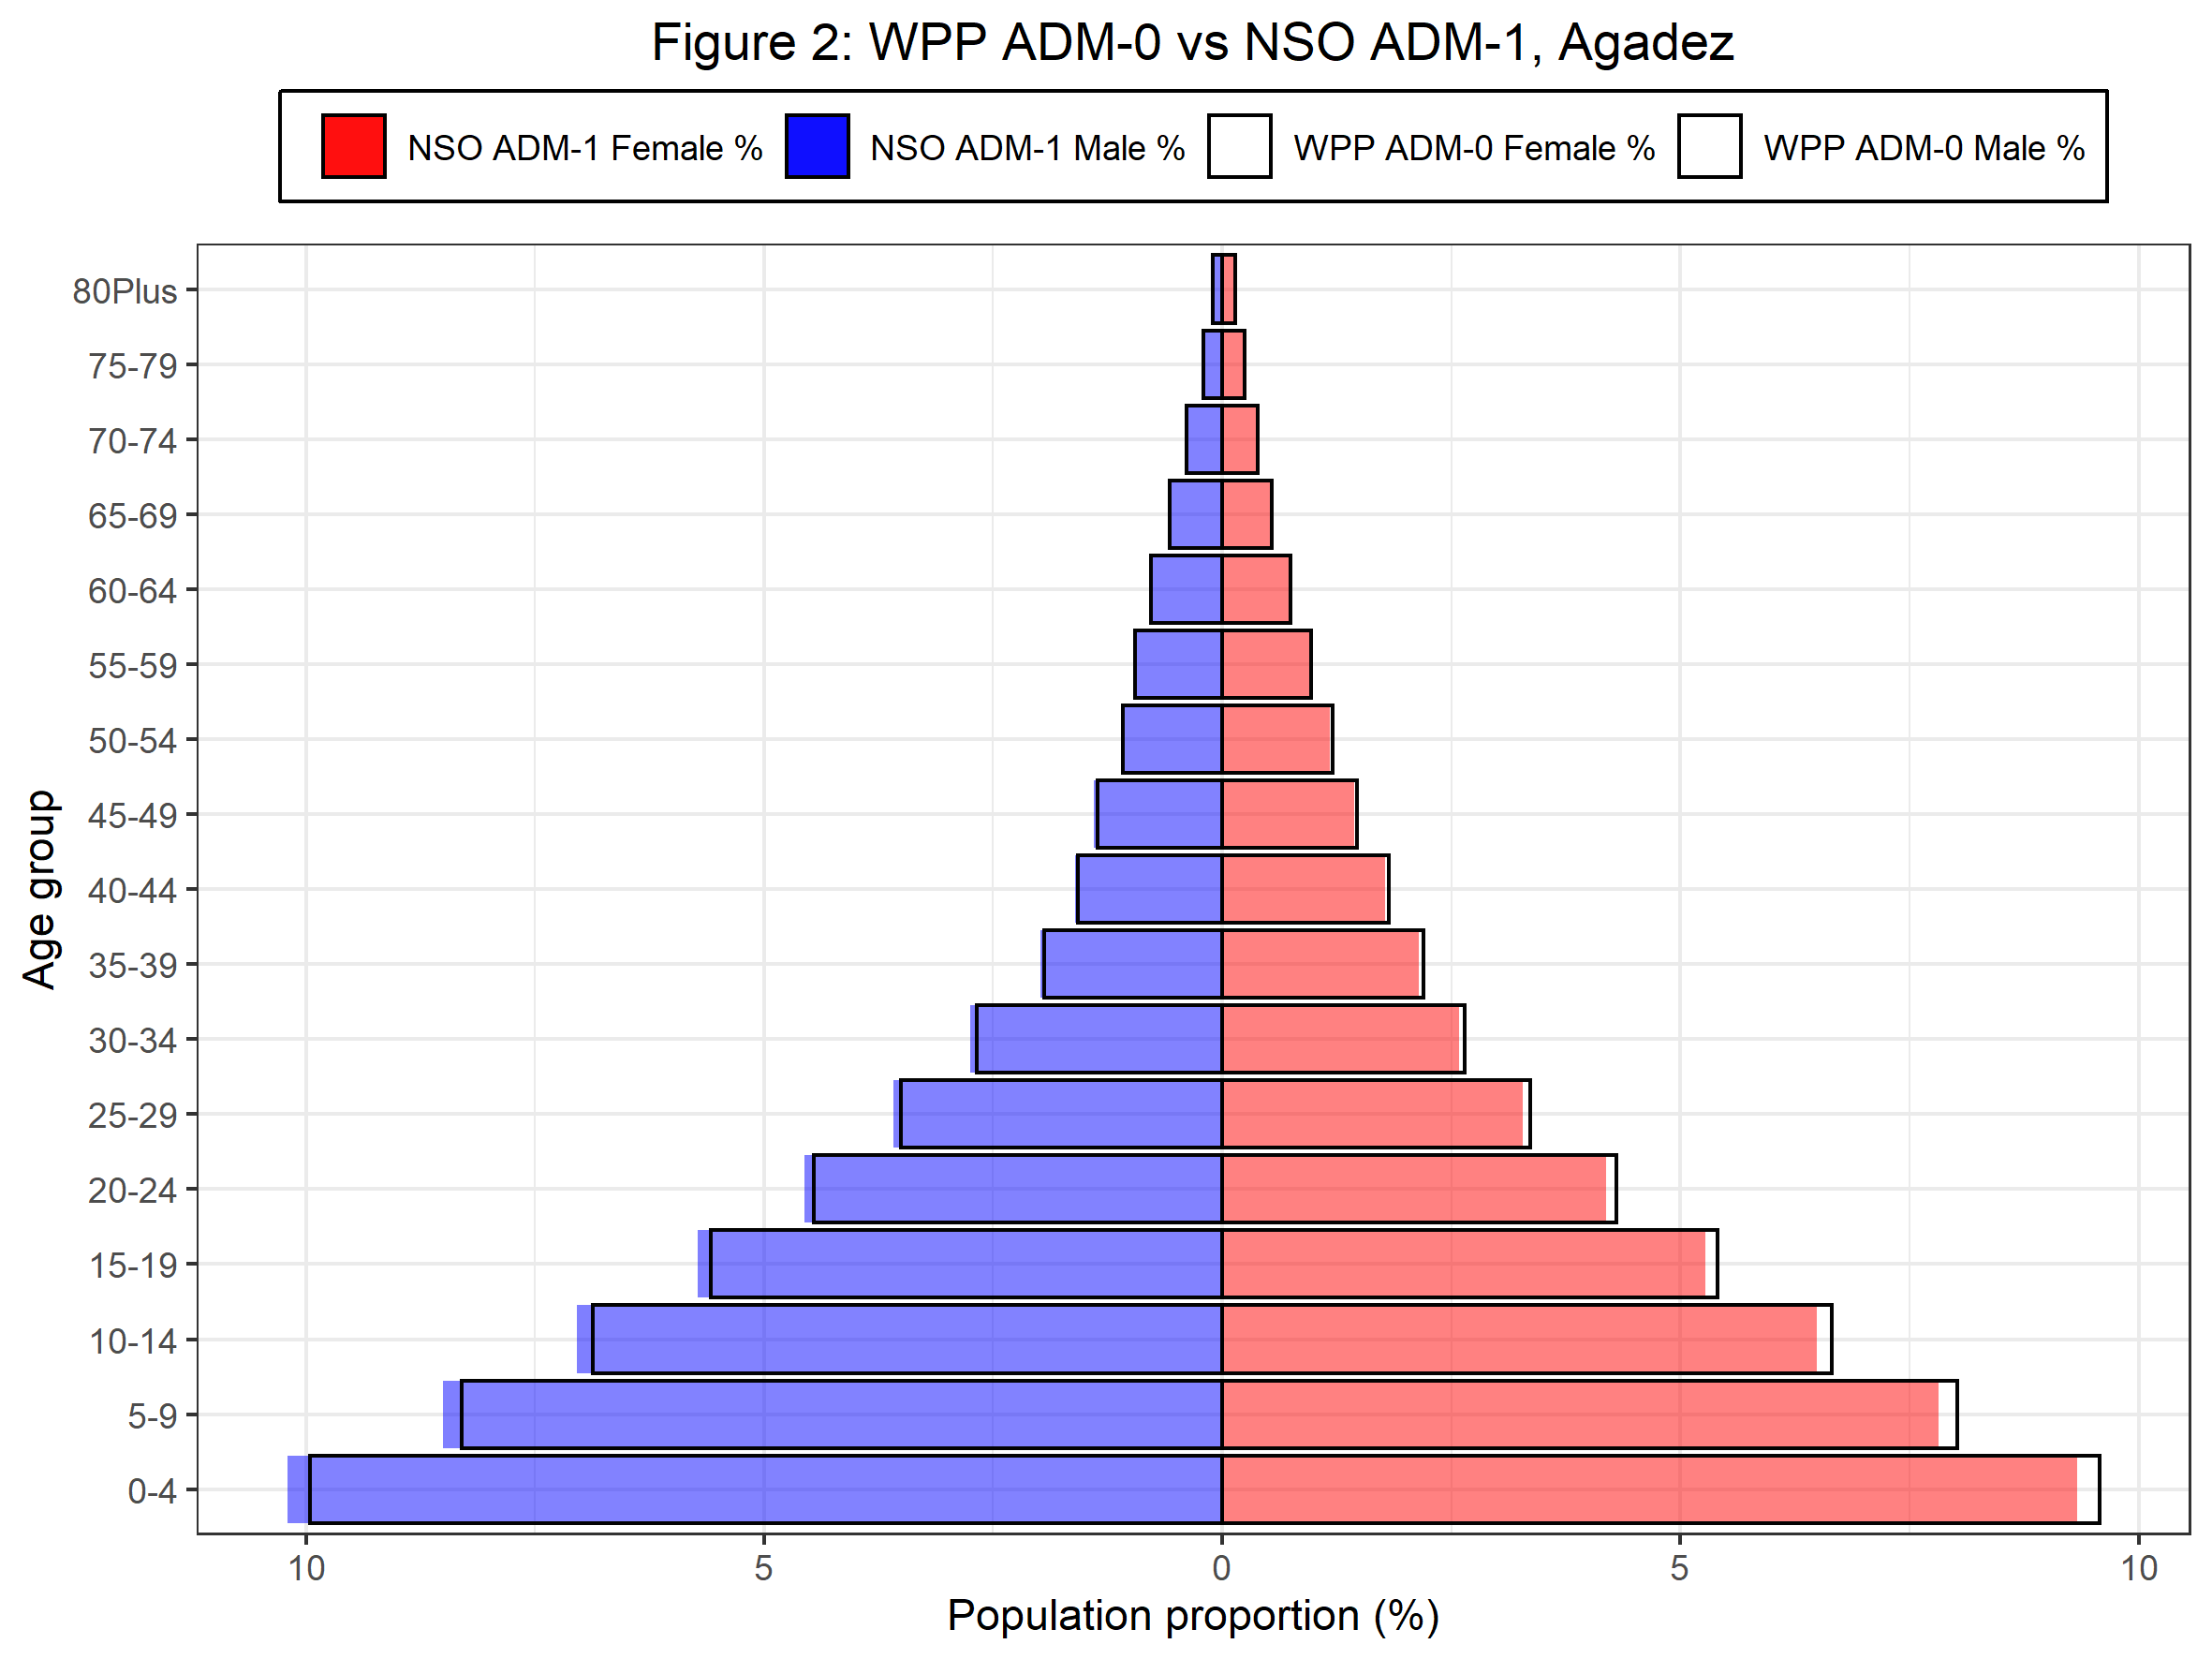 Figure 2: WPP ADM-0 vs NSO ADM-1, Agadez
NSO ADM-1 Female % NSO ADM-1 Male % WPP ADM-0 Female % WPP ADM-0 Male %
80Plus
75-79
70-74
65-69
60-64
55-59
50-54
45-49
40-44
35-39
30-34
25-29
20-24
15-19
10-14
5-9
0-4
Age group
10 5 0 5 10
Population proportion (%)